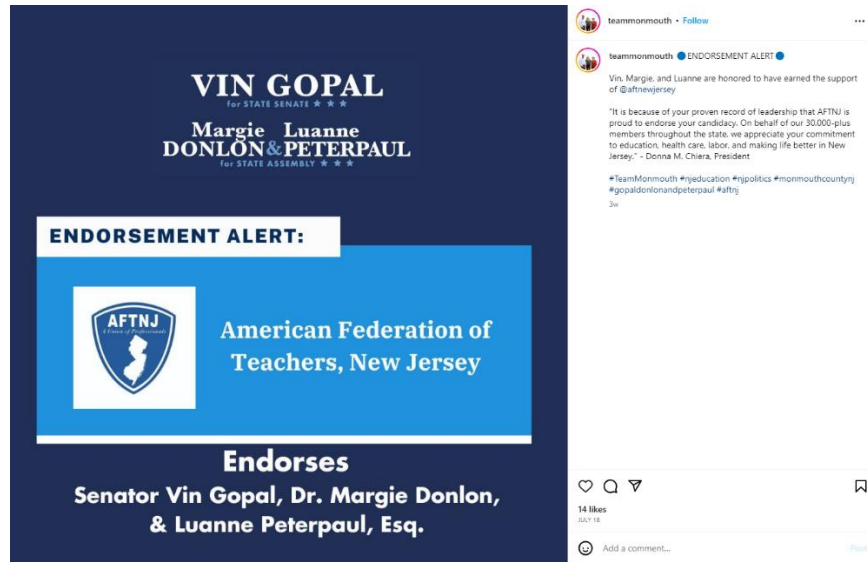 VIN GOPAL
for STATE SENATE ★ ★ ★
Margie Luanne
DONLON & PETERPAUL
for STATE ASSEMBLY ★ ★ ★
ENDORSEMENT ALERT:
AFTNJ
A Union of Professionals
American Federation of
Teachers, New Jersey
Endorses
Senator Vin Gopal, Dr. Margie Donlon,
& Luanne Peterpaul, Esq.
teammonmouth • Follow
teammonmouth 🔵ENDORSEMENT ALERT🔵
Vin, Margie, and Luanne are honored to have earned the support
of @aftnewjersey
"It is because of your proven record of leadership that AFTNJ is
proud to endorse your candidacy. On behalf of our 30,000-plus
members throughout the state, we appreciate your commitment
to education, health care, labor, and making life better in New
Jersey." - Donna M. Chiera, President
#TeamMonmouth #njeducation #njpolitics #monmouthcountynj
#gopaldonlonandpeterpaul #aftnj
3w
14 likes
JULY 18
Add a comment...
Post